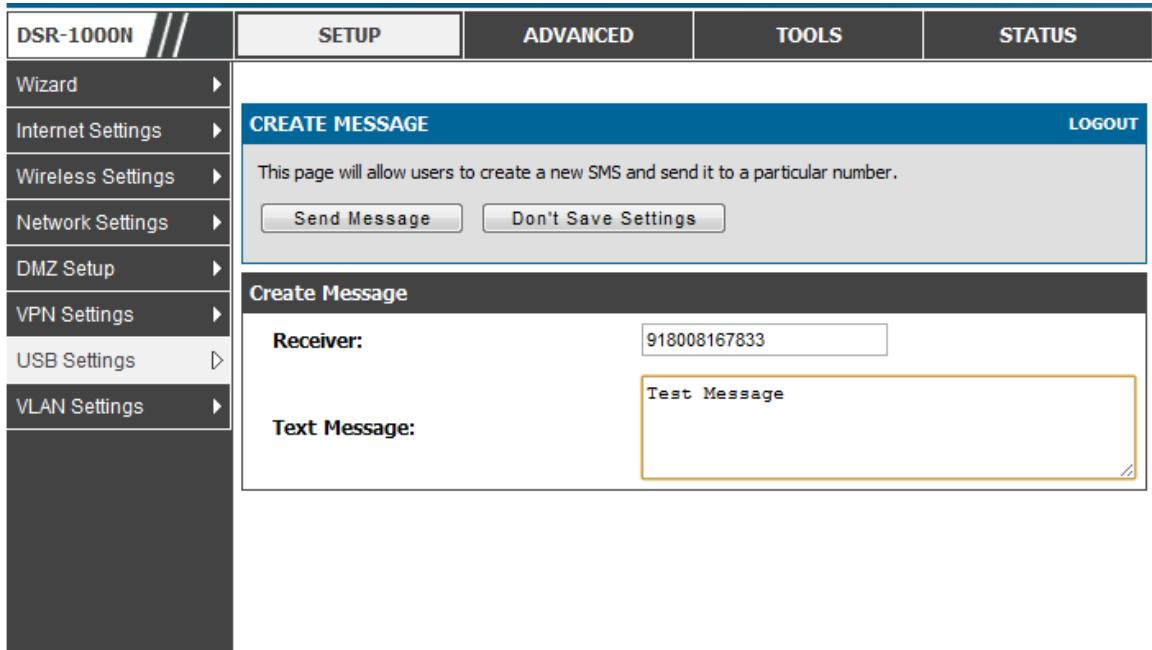 DSR-1000N
SETUP
ADVANCED
TOOLS
STATUS
Wizard
Internet Settings
Wireless Settings
Network Settings
DMZ Setup
VPN Settings
USB Settings
VLAN Settings
CREATE MESSAGE
LOGOUT
This page will allow users to create a new SMS and send it to a particular number.
Send Message
Don't Save Settings
Create Message
Receiver:
918008167833
Text Message:
Test Message